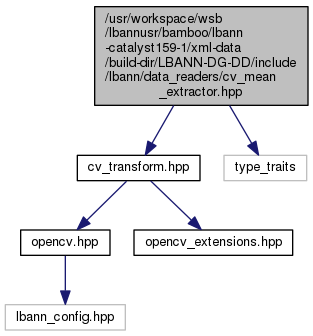 /usr/workspace/wsb
/lbannusr/bamboo/lbann
-catalyst159-1/xml-data
/build-dir/LBANN-DG-DD/include
/lbann/data_readers/cv_mean
_extractor.hpp
cv_transform.hpp
type_traits
opencv.hpp
opencv_extensions.hpp
lbann_config.hpp